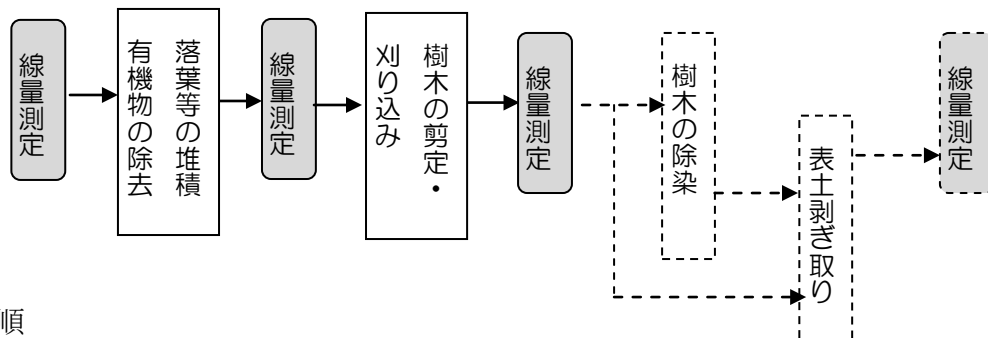 線量測定
落葉等の堆積
有機物の除去
線量測定
樹木の剪定・
刈り込み
線量測定
樹木の除染
表土剥ぎ取り
線量測定
順